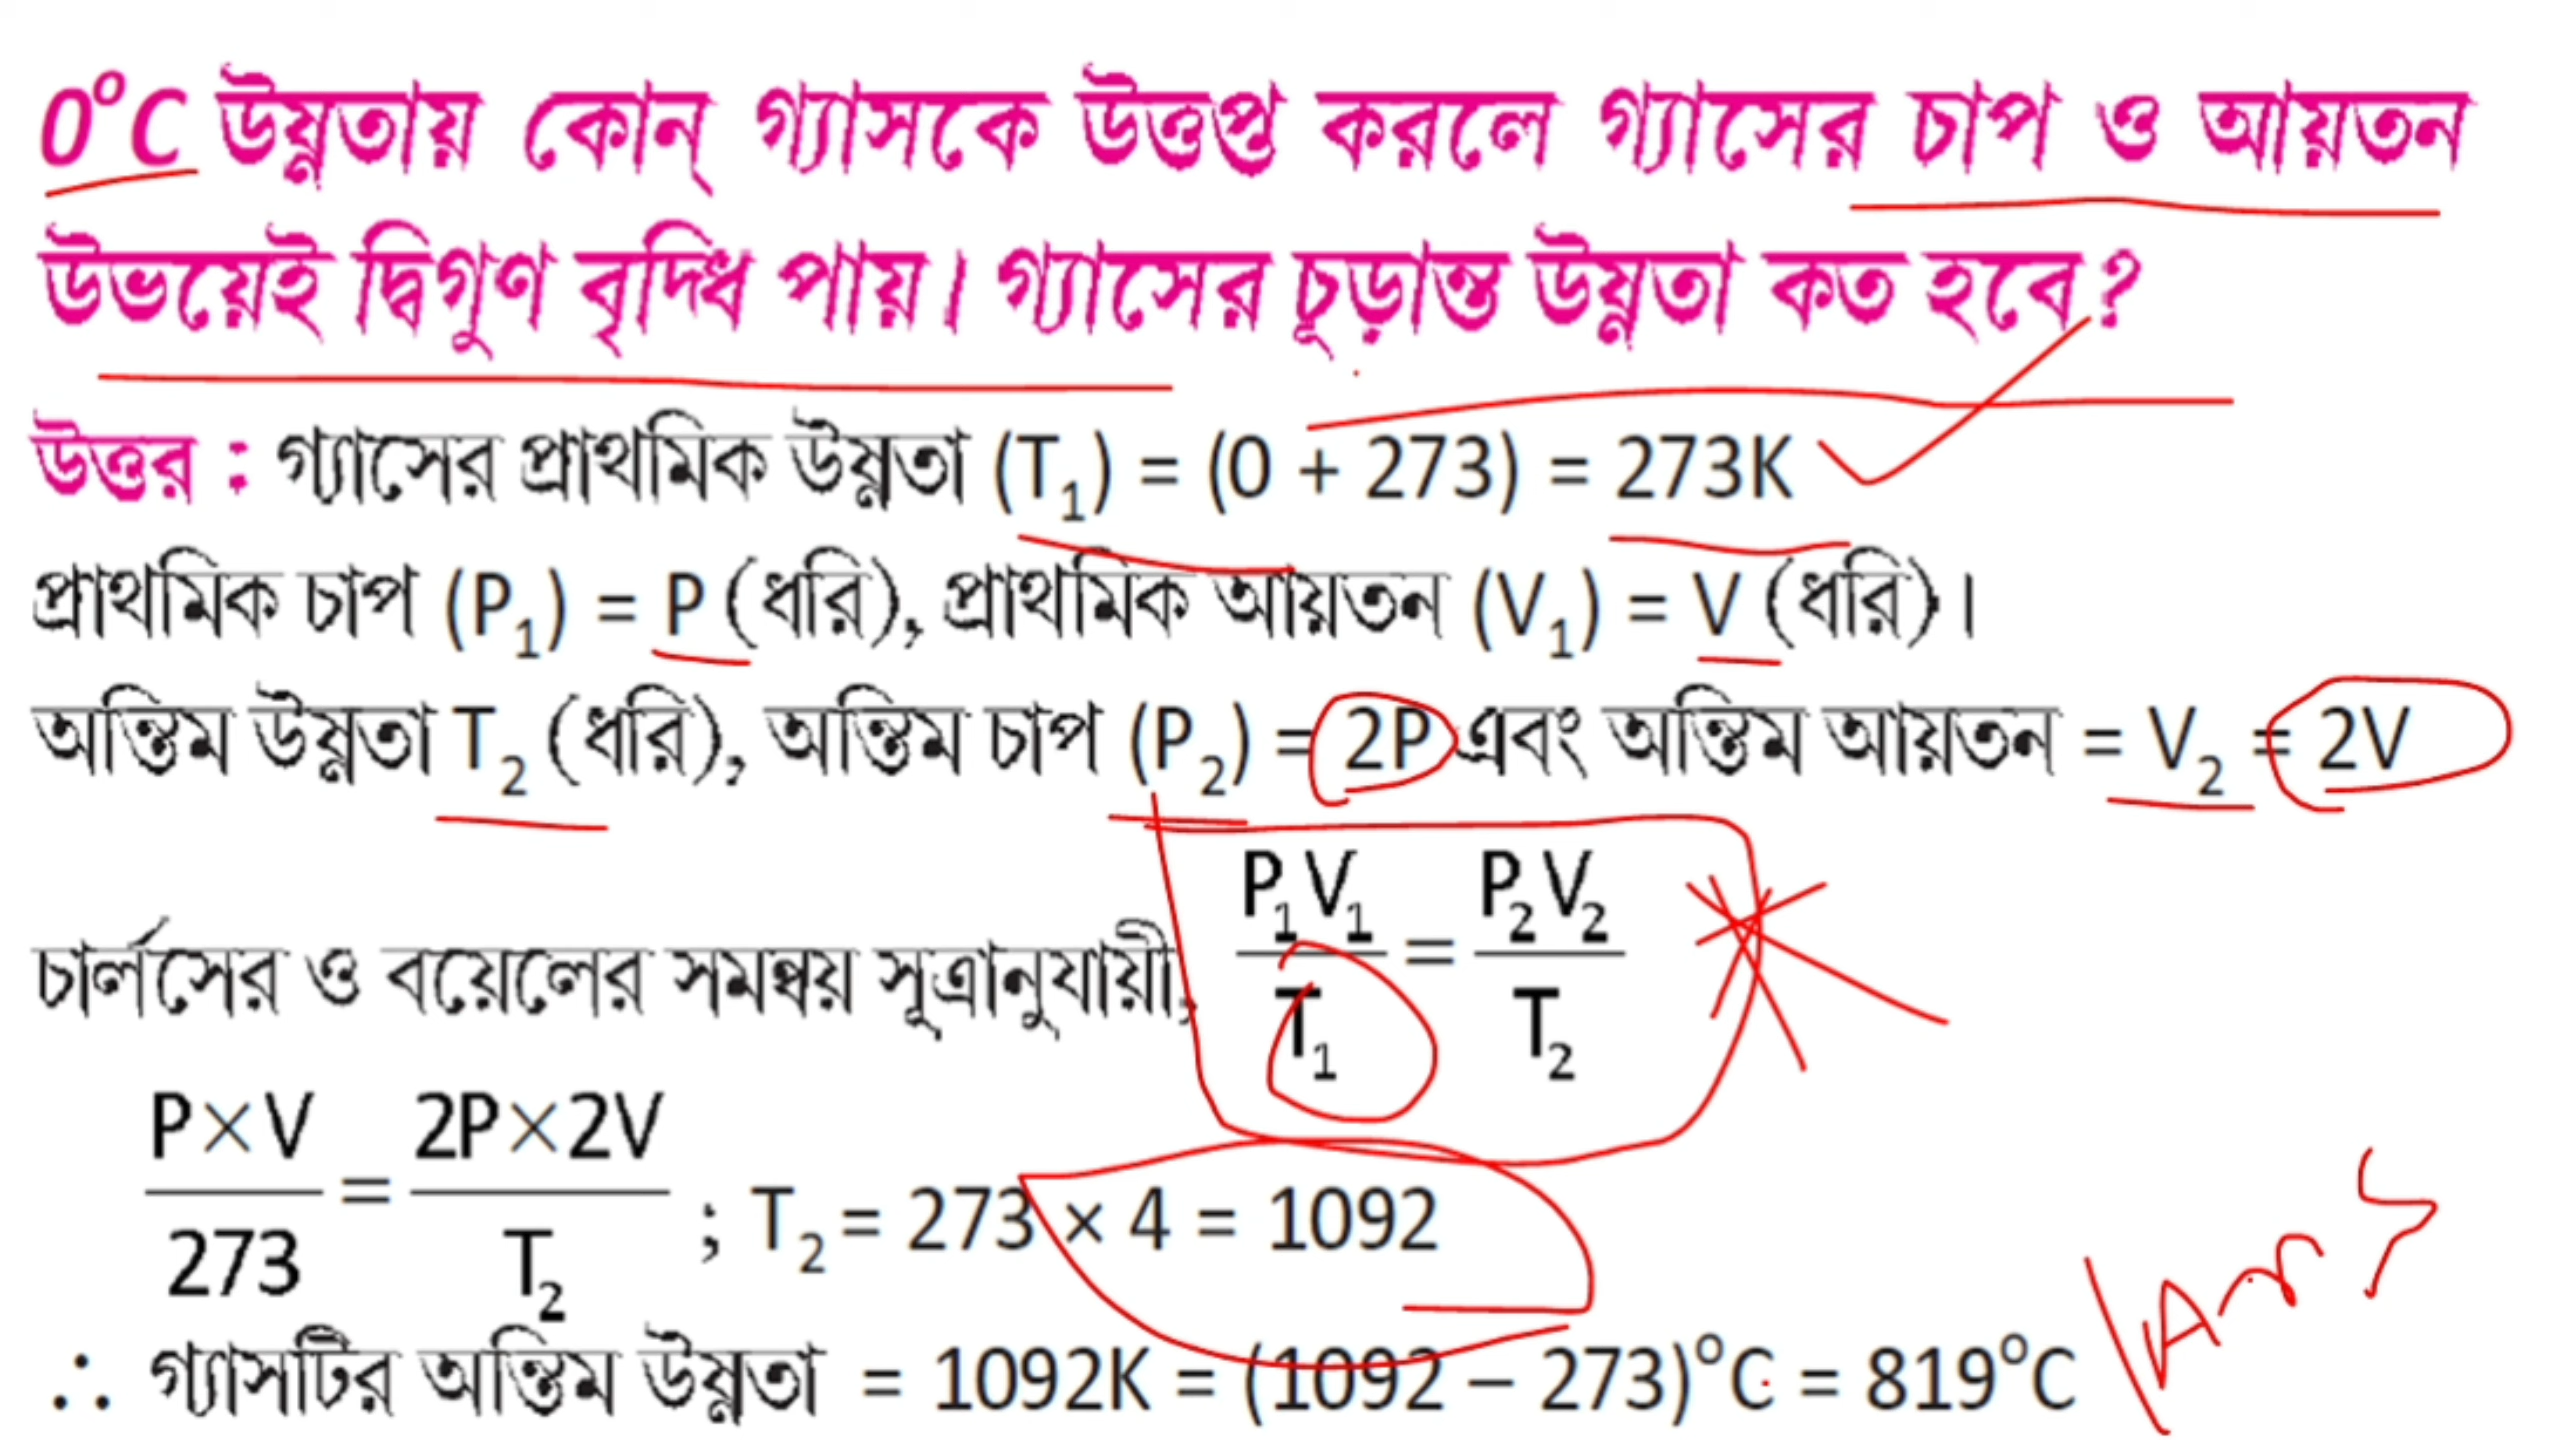 0°C উষ্ণতায় কোন্ গ্যাসকে উত্তপ্ত করলে গ্যাসের চাপ ও আয়তন
উভয়েই দ্বিগুণ বৃদ্ধি পায়। গ্যাসের চূড়ান্ত উষ্ণতা কত হবে?
উত্তর : গ্যাসের প্রাথমিক উষ্ণতা (T₁) = (0 + 273) = 273K
প্রাথমিক চাপ (P₁) = P (ধরি), প্রাথমিক আয়তন (V₁) = V (ধরি)।
অন্তিম উষ্ণতা T₂ (ধরি), অন্তিম চাপ (P₂) = 2P এবং অন্তিম আয়তন = V₂ = 2V
চার্লসের ও বয়েলের সমন্বয় সূত্রানুযায়ী, P₁V₁/T₁ = P₂V₂/T₂
P×V/273 = 2P×2V/T₂ ; T₂ = 273 × 4 = 1092
∴ গ্যাসটির অন্তিম উষ্ণতা = 1092K = (1092 – 273)°C = 819°C
Ans